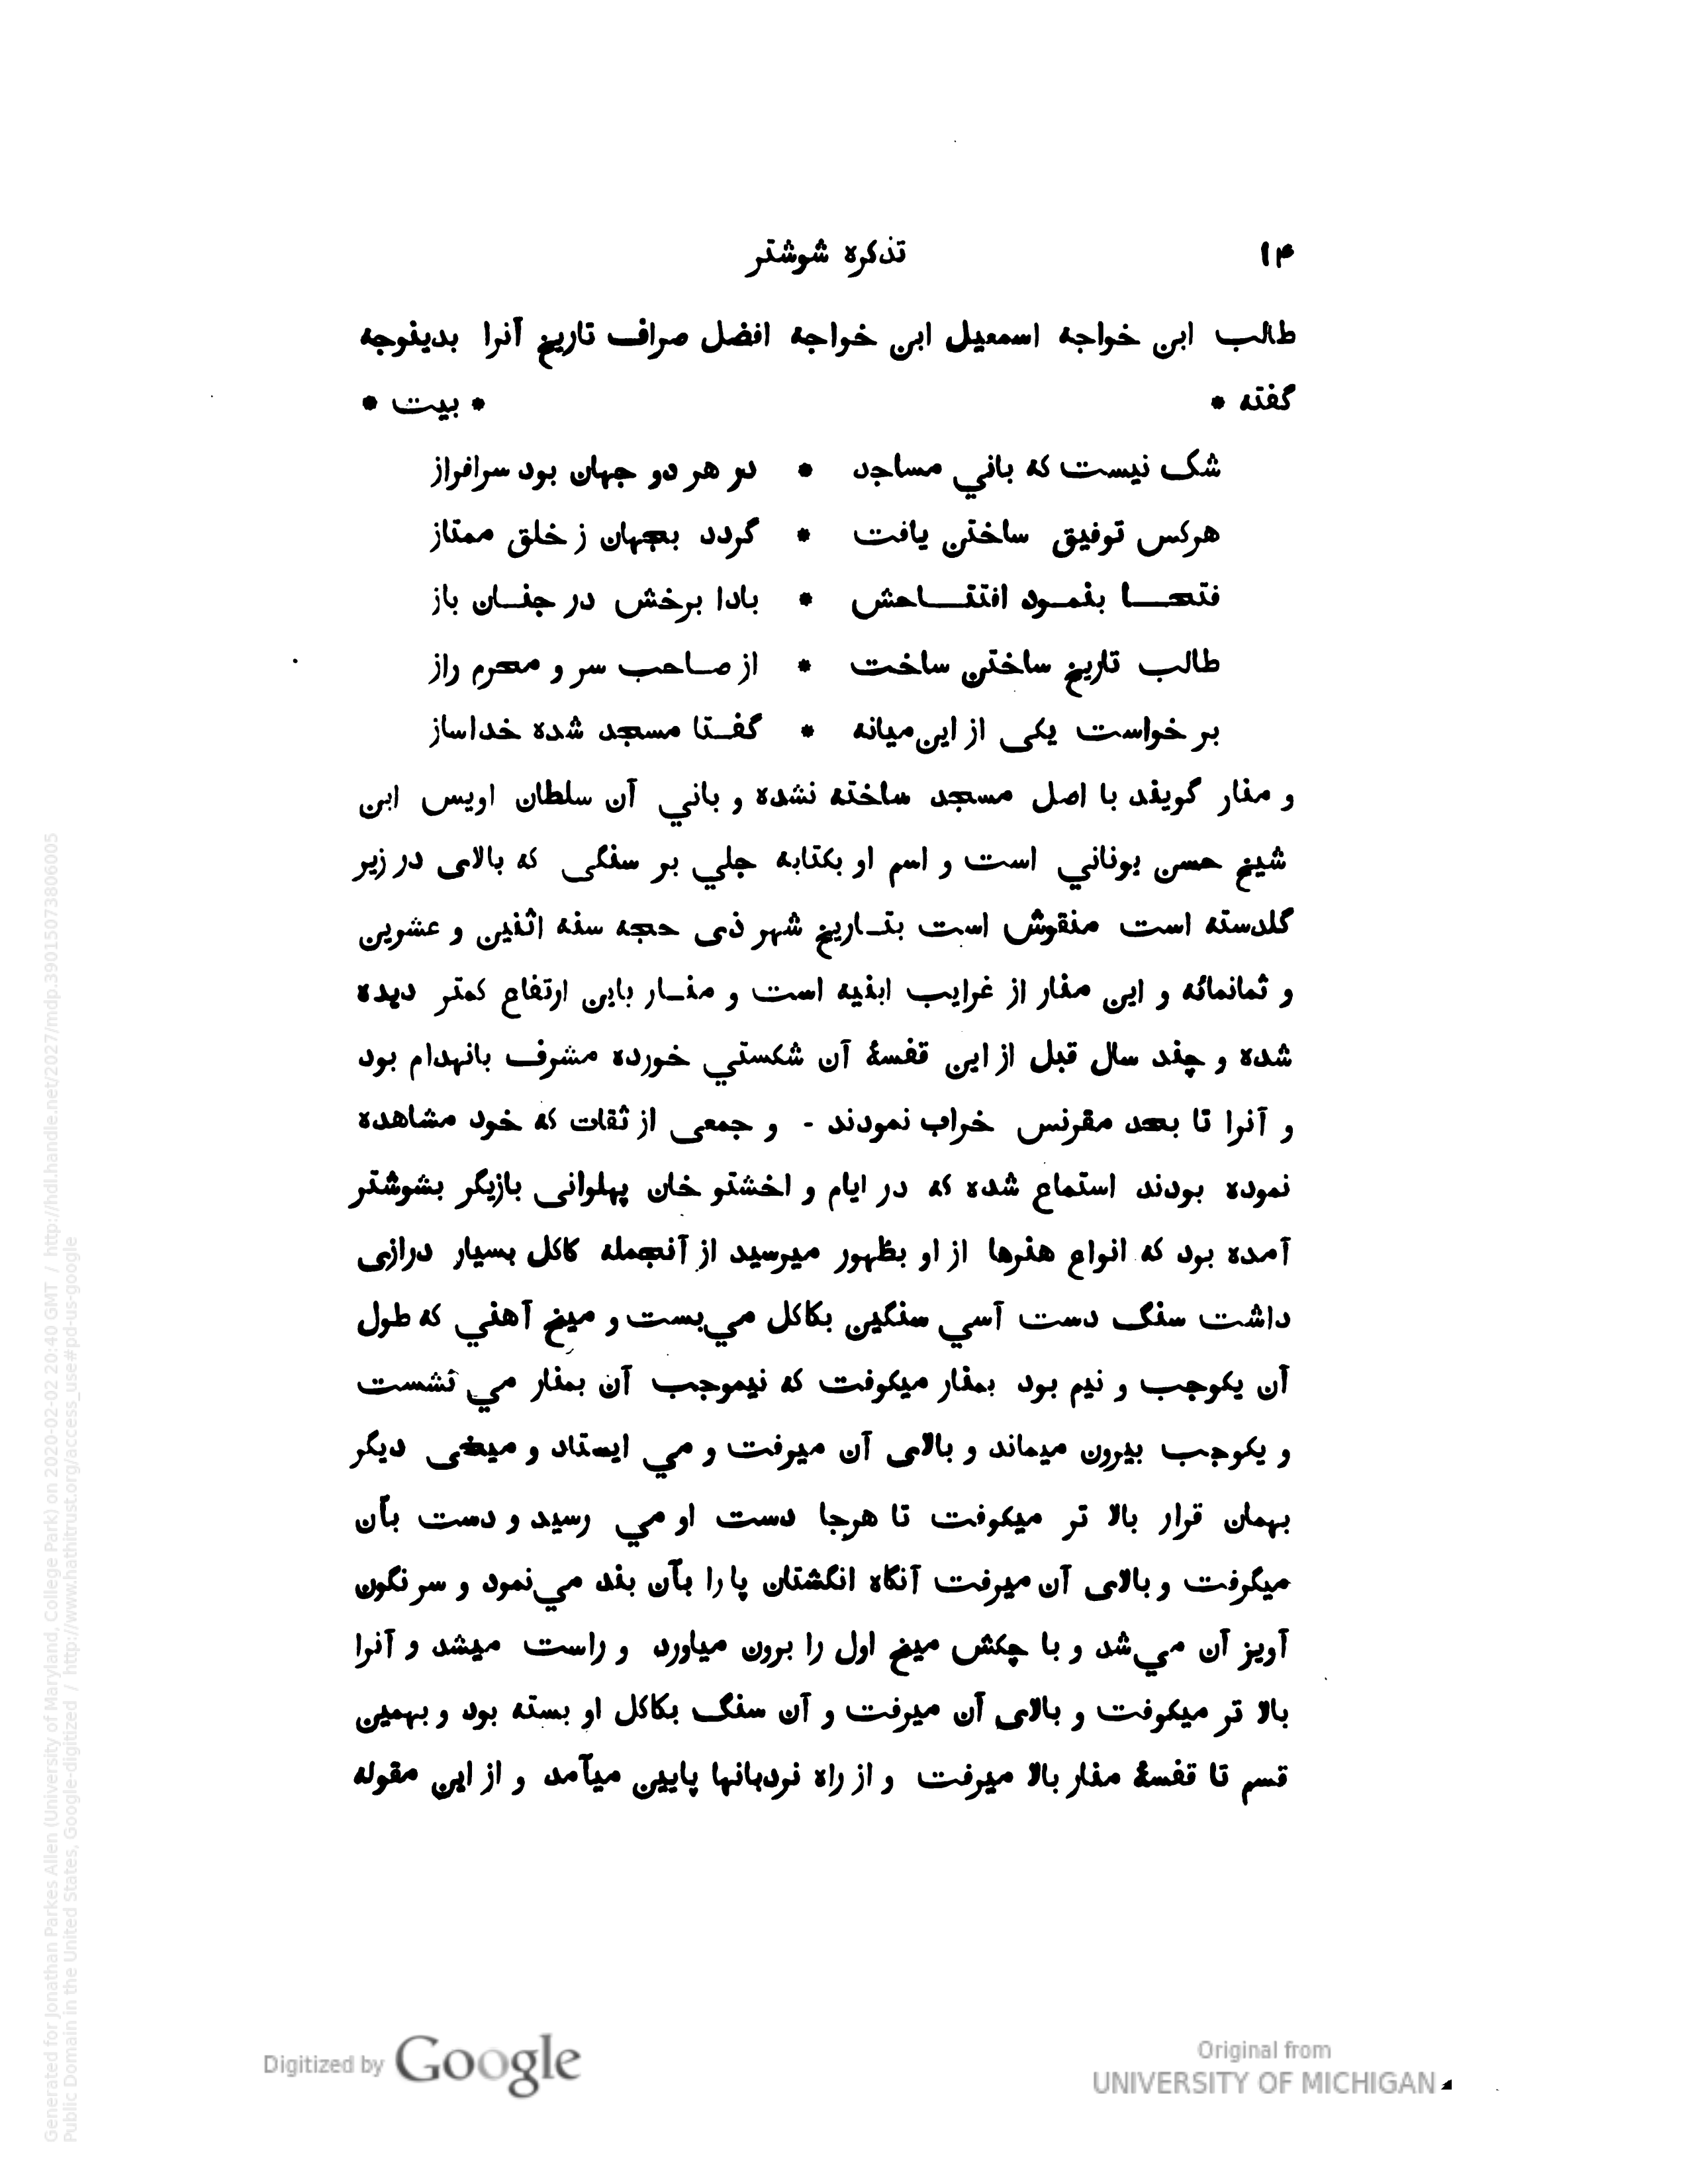 ۱۴ تذکره شوشتر
طالب ابن خواجه اسمعیل ابن خواجه افضل صراف تاریخ آنرا بدینوجه
گفته * * بیت *
شک نیست که باني مساجد * در هر دو جهان بود سرافراز
هرکس توفیق ساختن یافت * گردد بجهان ز خلق ممتاز
فتحا بنمود افتتاحش * بادا برخش در جنان باز
طالب تاریخ ساختن ساخت * از صاحب سر و محرم راز
بر خواست یکی از این میانه * گفتا مسجد شده خداساز
و منار گویند با اصل مسجد ساخته نشده و باني آن سلطان اویس ابن
شیخ حسن بوناني است و اسم او بکتابه جلي بر سنگی که بالای در زیر
گلدسته است منقوش است بتاریخ شهر ذی حجه سنه اثنین و عشرین
و ثمانمائه و این منار از غرایب ابنیه است و منار باین ارتفاع کمتر دیده
شده و چند سال قبل از این قفسهٔ آن شکستي خورده مشرف بانهدام بود
و آنرا تا بحد مقرنس خراب نمودند - و جمعی از ثقات که خود مشاهده
نموده بودند استماع شده که در ایام و اخشتو خان پهلوانی بازیگر بشوشتر
آمده بود که انواع هنرها از او بظهور میرسید از آنجمله کاکل بسیار درازی
داشت سنگ دست آسي سنگین بکاکل مي‌بست و میخ آهني که طول
آن یکوجب و نیم بود بمنار میکوفت که نیموجب آن بمنار مي نشست
و یکوجب بیرون میماند و بالای آن میرفت و مي ایستاد و میخی دیگر
بهمان قرار بالا تر میکوفت تا هرجا دست او مي رسید و دست بآن
میگرفت و بالای آن میرفت آنگاه انگشتان پا را بآن بند مي‌نمود و سر نگون
آویز آن مي‌شد و با چکش میخ اول را برون میاورد و راست میشد و آنرا
بالا تر میکوفت و بالای آن میرفت و آن سنگ بکاکل او بسته بود و بهمین
قسم تا قفسهٔ منار بالا میرفت و از راه نردبانها پایین میآمد و از این مقوله
Digitized by Google
Original from
UNIVERSITY OF MICHIGAN
Generated for Jonathan Parkes Allen (University of Maryland, College Park) on 2020-02-02 20:40 GMT / http://hdl.handle.net/2027/mdp.39015073806005
Public Domain in the United States, Google-digitized / http://www.hathitrust.org/access_use#pd-us-google